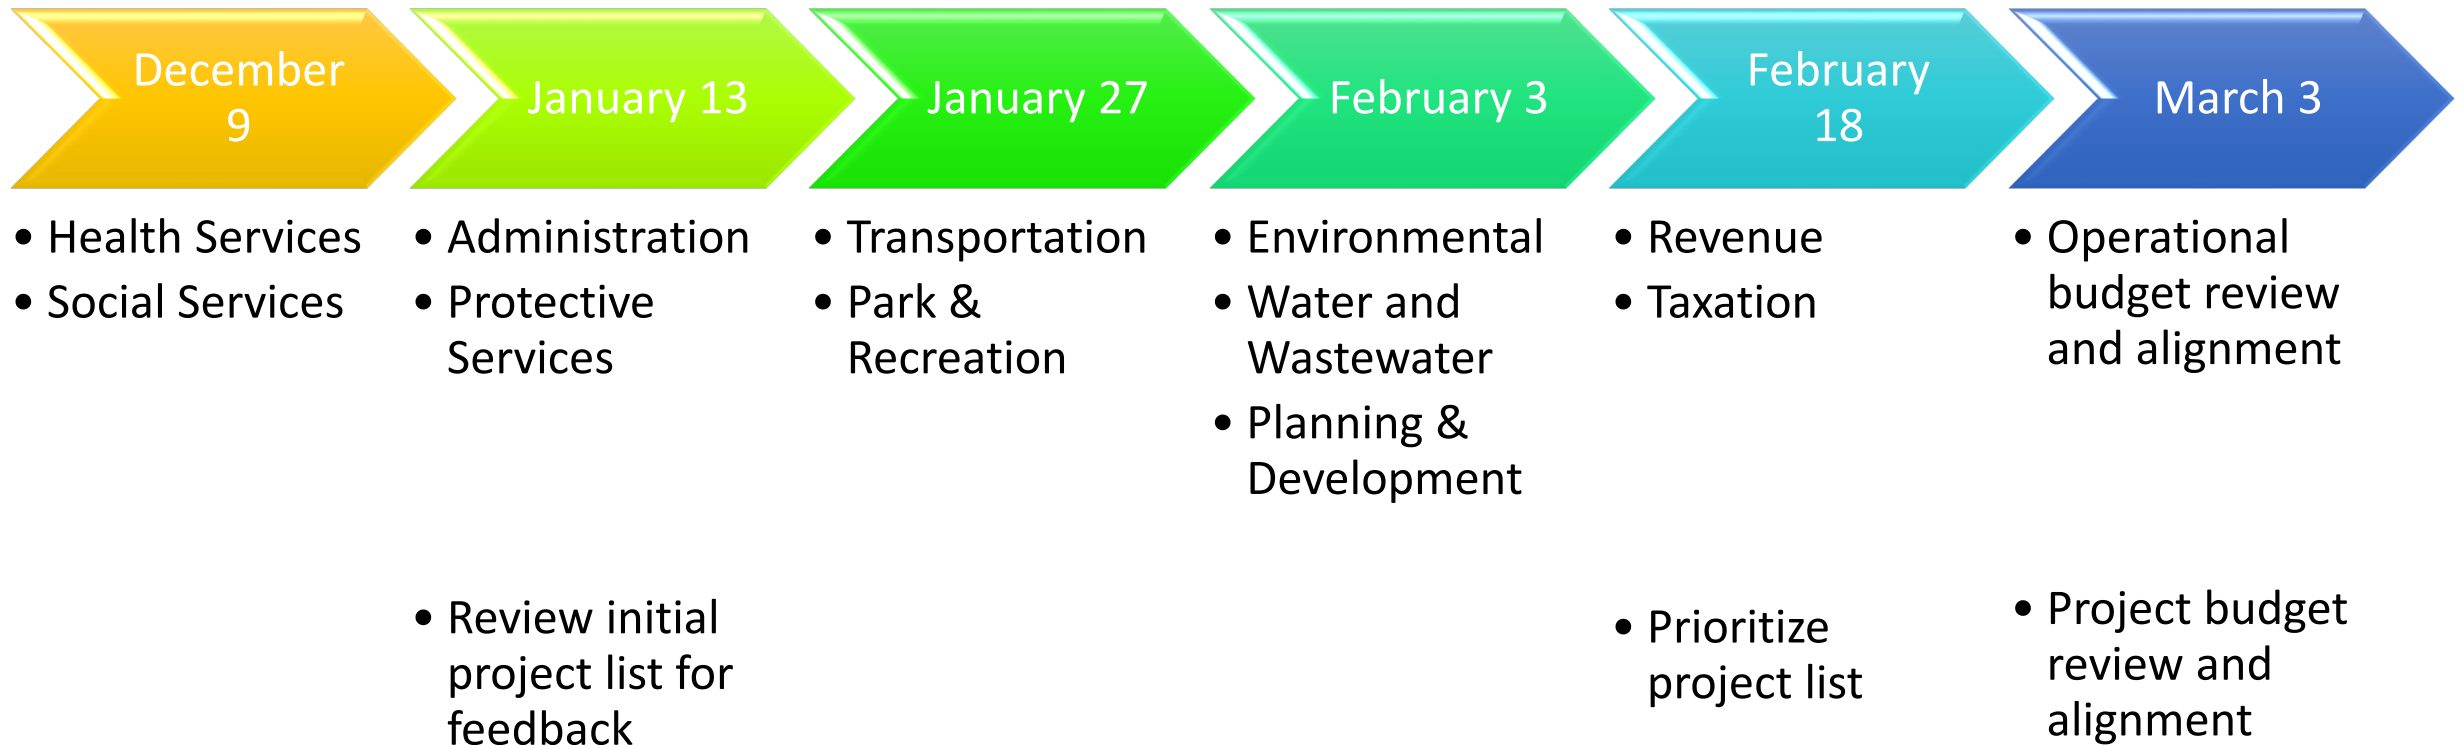 December
9
January 13
January 27
February 3
February
18
March 3
• Health Services
• Social Services
• Administration
• Protective
Services
• Review initial
project list for
feedback
• Transportation
• Park &
Recreation
• Environmental
• Water and
Wastewater
• Planning &
Development
• Revenue
• Taxation
• Prioritize
project list
• Operational
budget review
and alignment
• Project budget
review and
alignment